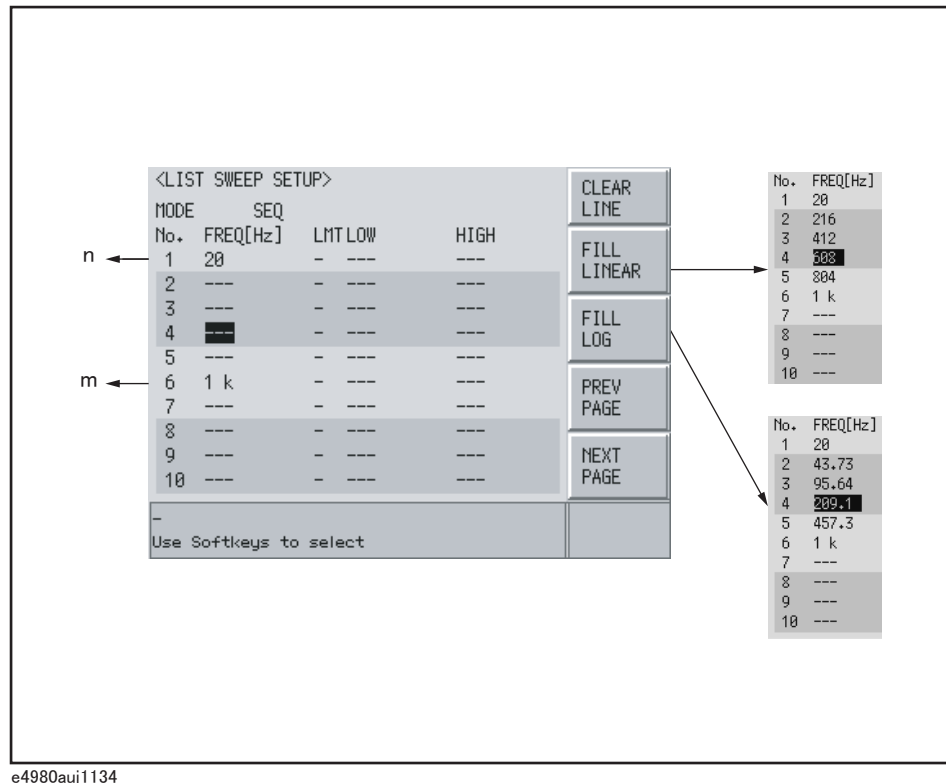 <LIST SWEEP SETUP>
MODE SEQ
No. FREQ[Hz] LMT LOW HIGH
n
1 20 - --- ---
2 --- - --- ---
3 --- - --- ---
4 --- - --- ---
5 --- - --- ---
m
6 1 k - --- ---
7 --- - --- ---
8 --- - --- ---
9 --- - --- ---
10 --- - --- ---
-
Use Softkeys to select
CLEAR
LINE
FILL
LINEAR
FILL
LOG
PREV
PAGE
NEXT
PAGE
No. FREQ[Hz]
1 20
2 216
3 412
4 608
5 804
6 1 k
7 ---
8 ---
9 ---
10 ---
No. FREQ[Hz]
1 20
2 43.73
3 95.64
4 209.1
5 457.3
6 1 k
7 ---
8 ---
9 ---
10 ---
e4980auj1134